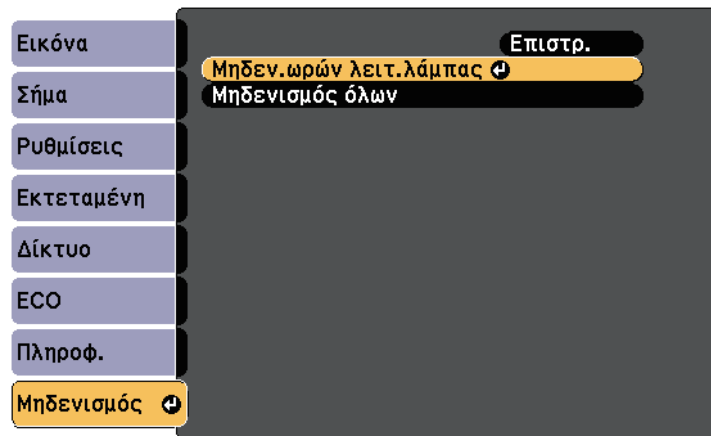 Εικόνα
Σήμα
Ρυθμίσεις
Εκτεταμένη
Δίκτυο
ECO
Πληροφ.
Μηδενισμός
Επιστρ.
Μηδεν.ωρών λειτ.λάμπας
Μηδενισμός όλων